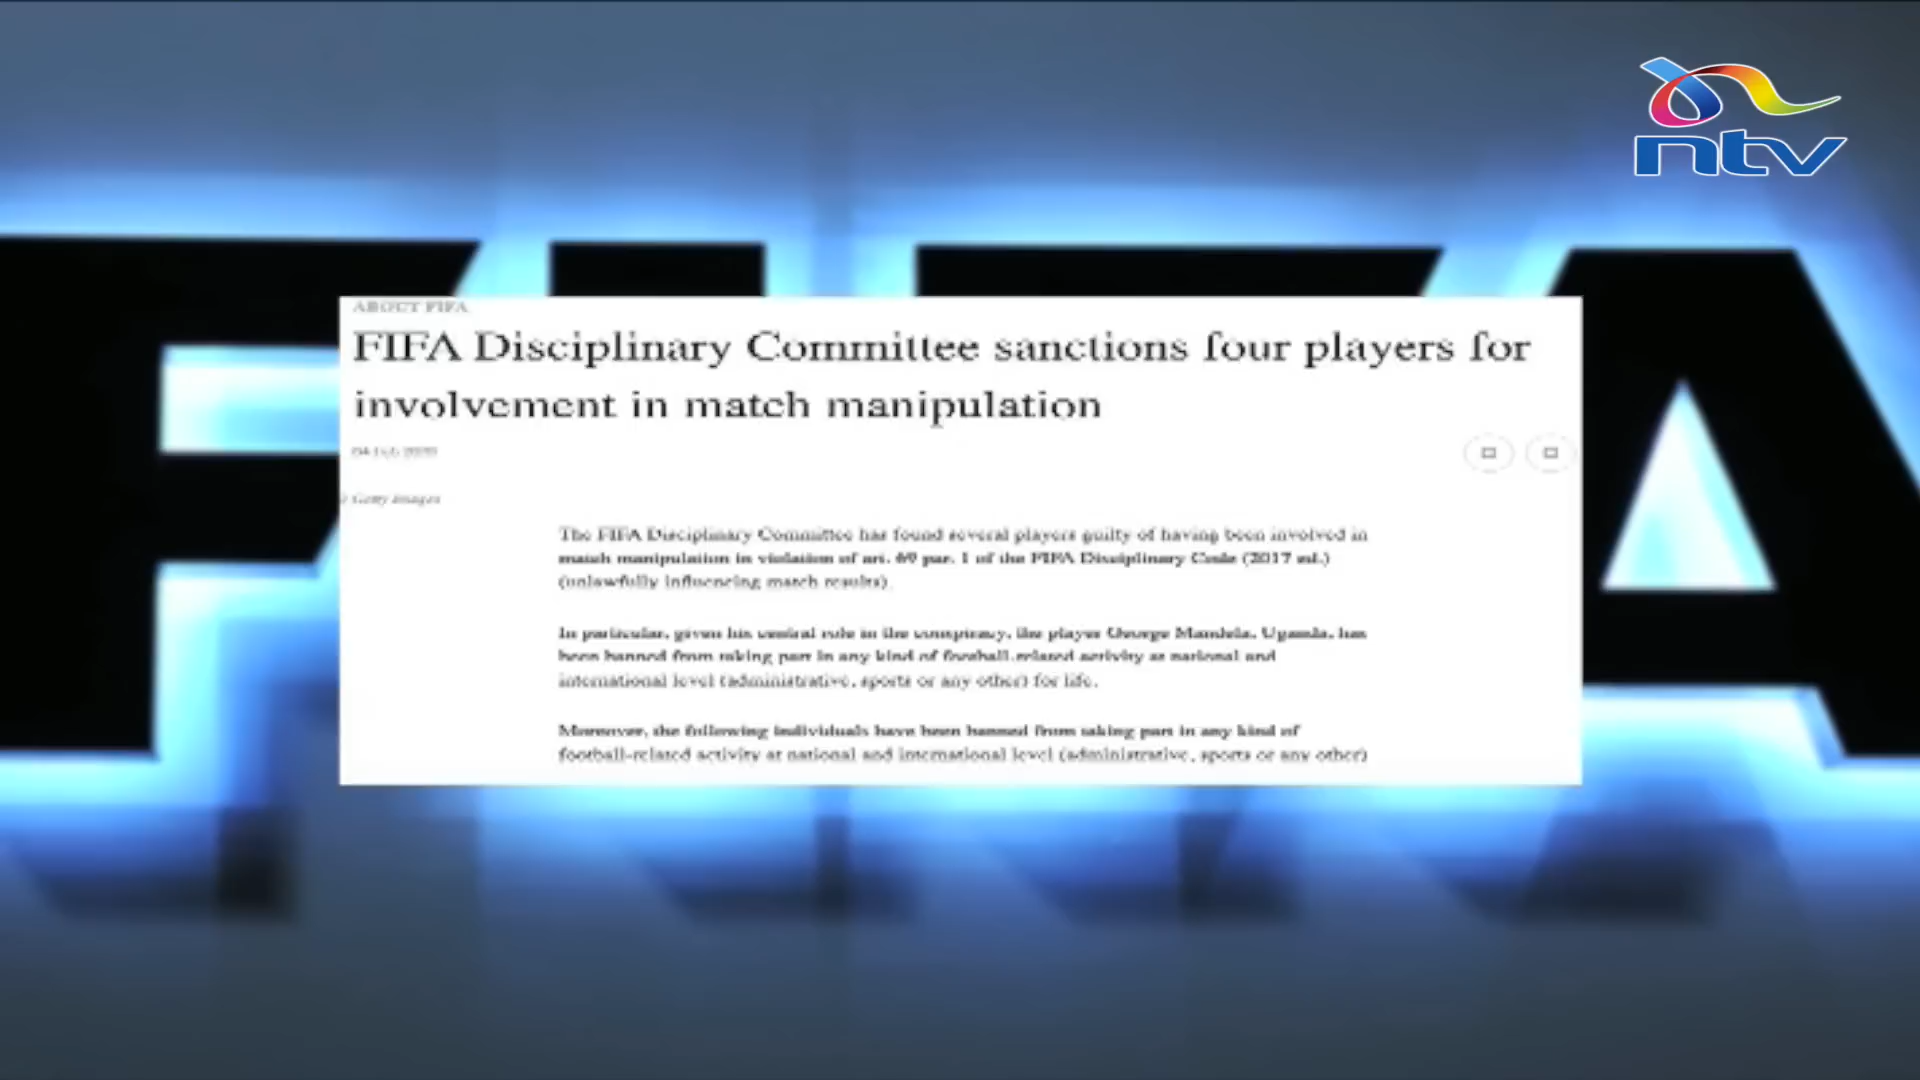 ntv
FIFA
ABOUT FIFA
FIFA Disciplinary Committee sanctions four players for
involvement in match manipulation
04 Feb 2020
Getty Images
The FIFA Disciplinary Committee has found several players guilty of having been involved in
match manipulation in violation of art. 69 par. 1 of the FIFA Disciplinary Code (2017 ed.)
(unlawfully influencing match results).
In particular, given his central role in the conspiracy, the player George Mandela, Uganda, has
been banned from taking part in any kind of football-related activity at national and
international level (administrative, sports or any other) for life.
Moreover, the following individuals have been banned from taking part in any kind of
football-related activity at national and international level (administrative, sports or any other)